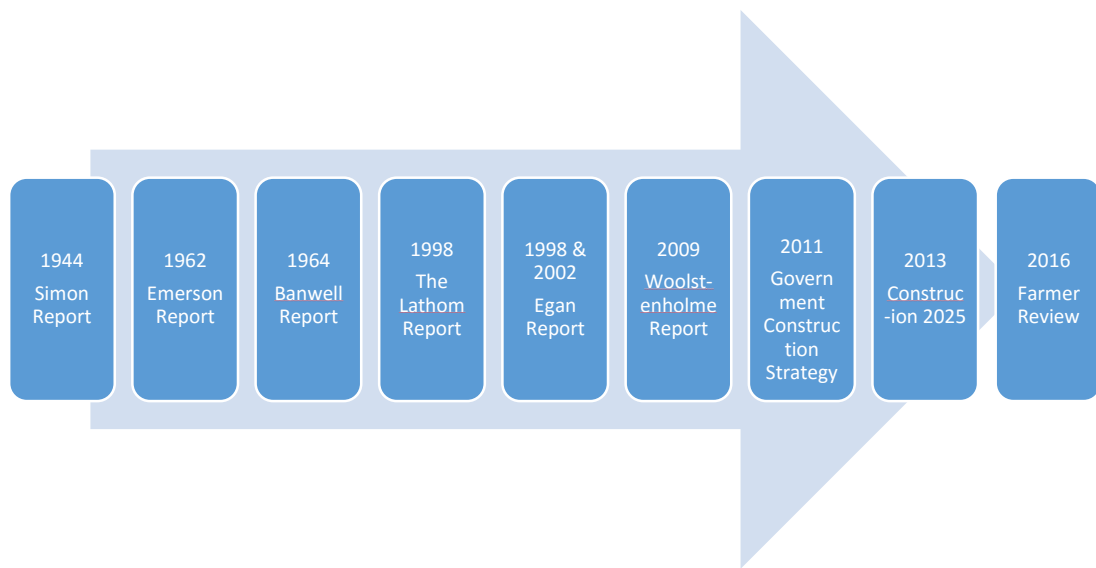 1944
Simon
Report
1962
Emerson
Report
1964
Banwell
Report
1998
The
Lathom
Report
1998 &
2002
Egan
Report
2009
Woolst-
enholme
Report
2011
Govern
ment
Construc
tion
Strategy
2013
Construc
-ion 2025
2016
Farmer
Review